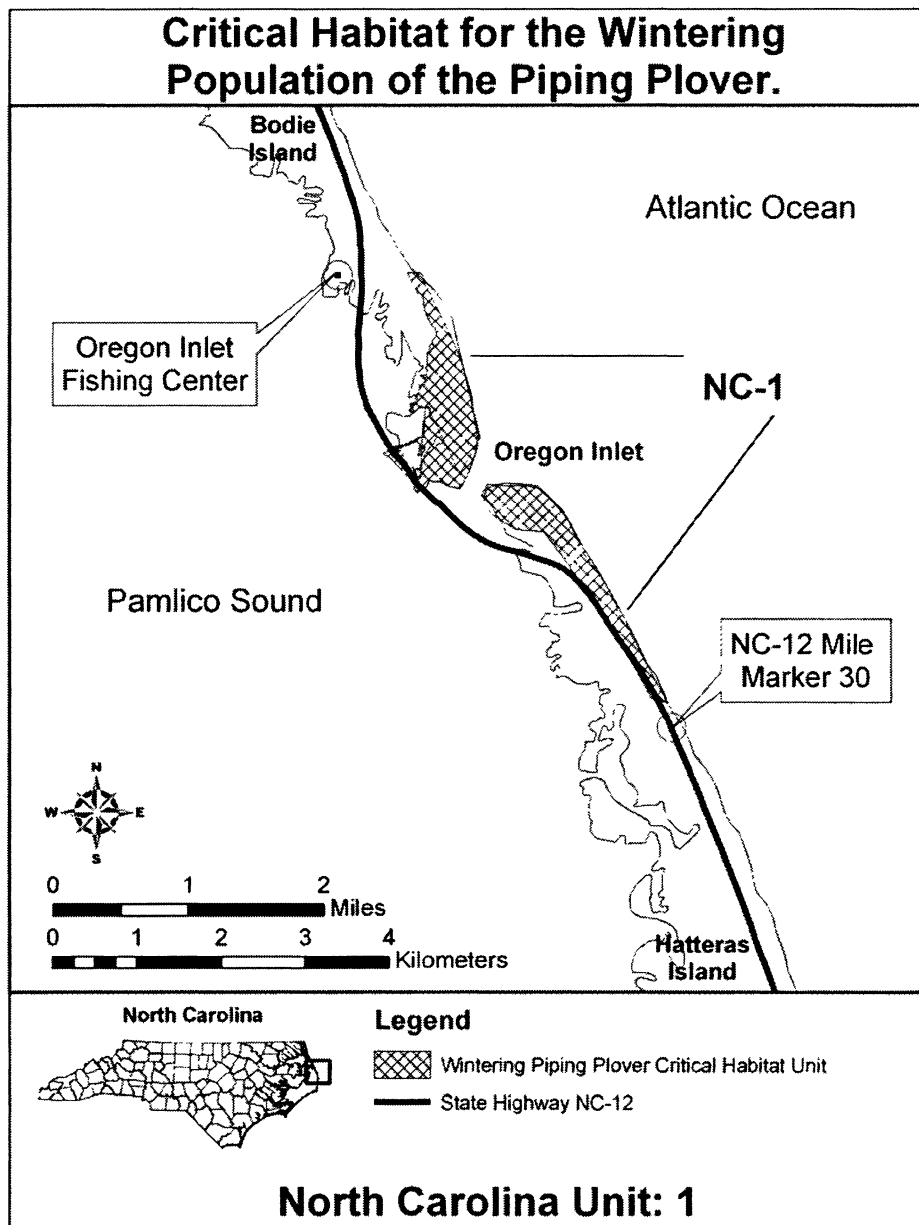 Critical Habitat for the Wintering
Population of the Piping Plover.
Bodie
Island
Atlantic Ocean
Oregon Inlet
Fishing Center
NC-1
Oregon Inlet
Pamlico Sound
NC-12 Mile
Marker 30
N
W E
S
0 1 2
Miles
0 1 2 3 4
Kilometers
Hatteras
Island
North Carolina
Legend
Wintering Piping Plover Critical Habitat Unit
State Highway NC-12
North Carolina Unit: 1